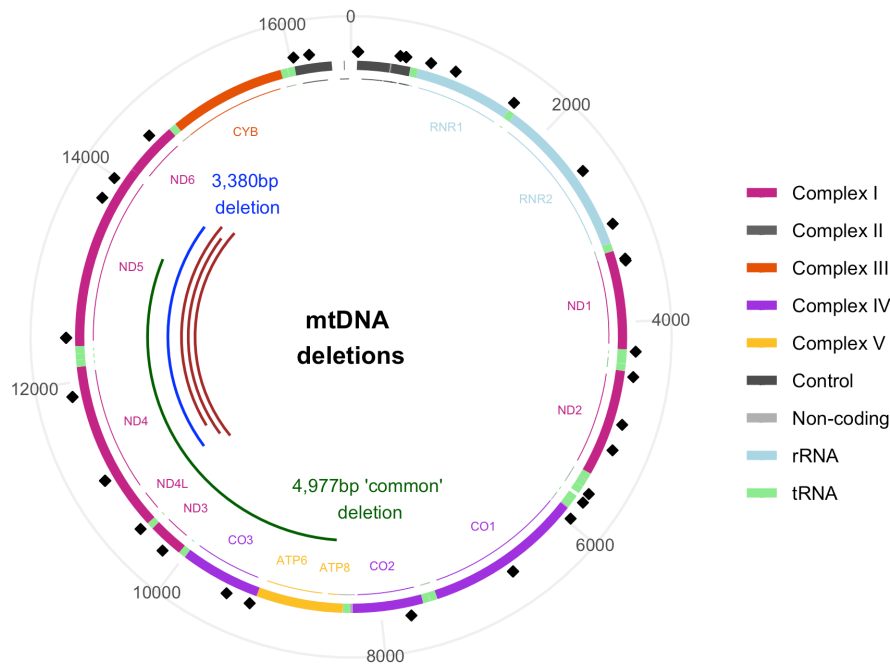 0
16000
2000
14000
4000
12000
6000
10000
8000
CYB
RNR1
RNR2
ND6
ND5
ND1
ND4
ND2
ND4L
ND3
CO3
CO1
ATP6
ATP8
CO2
3,380bp
deletion
mtDNA
deletions
4,977bp 'common'
deletion
Complex I
Complex II
Complex III
Complex IV
Complex V
Control
Non-coding
rRNA
tRNA